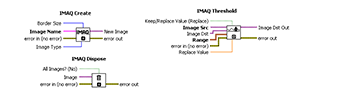 IMAQ Create
Border Size
Image Name
New Image
IMAQ
error in (no error)
error out
Image Type
IMAQ Threshold
Keep/Replace Value (Replace)
Image Src
Image Dst Out
Image Dst
Range
error in (no error)
error out
Replace Value
IMAQ Dispose
All Images? (No)
Image
error in (no error)
error out